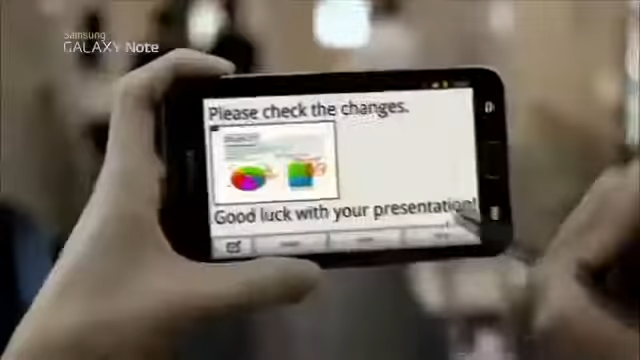 Samsung
GALAXY Note
Please check the changes.
Good luck with your presentation!